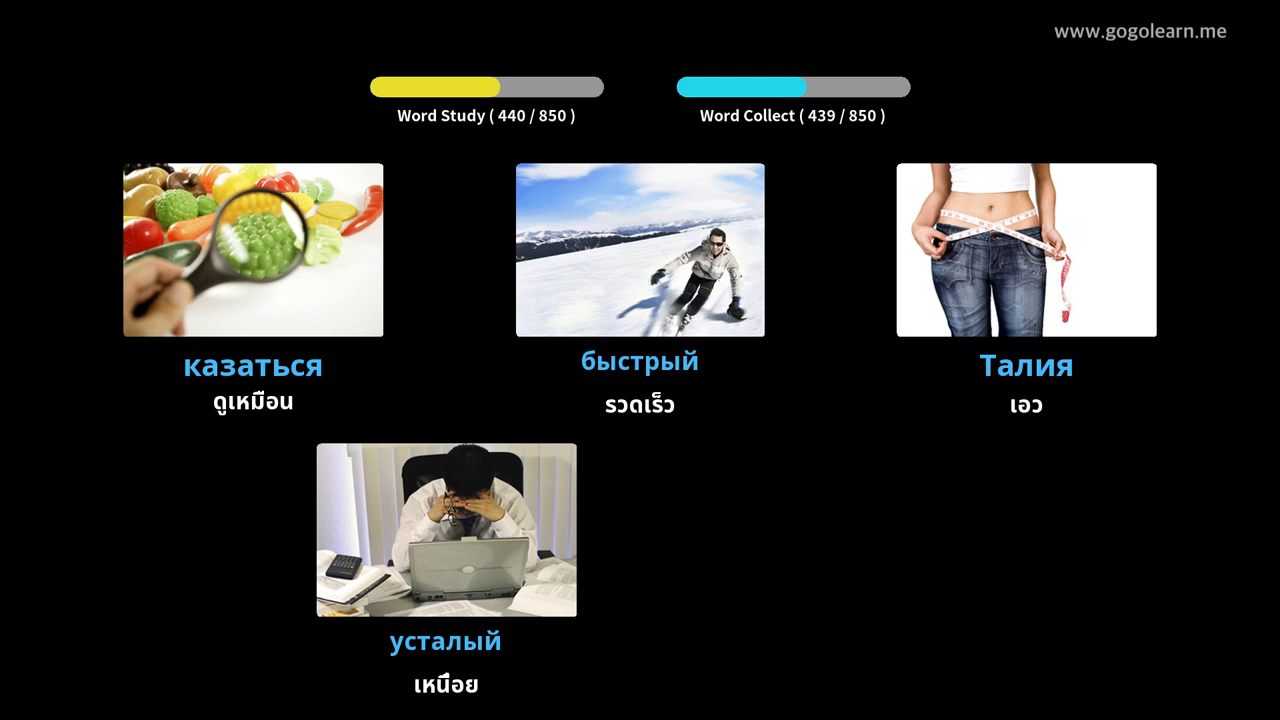 www.gogolearn.me
Word Study ( 440 / 850 )
Word Collect ( 439 / 850 )
казаться
ดูเหมือน
быстрый
รวดเร็ว
Талия
เอว
усталый
เหนื่อย